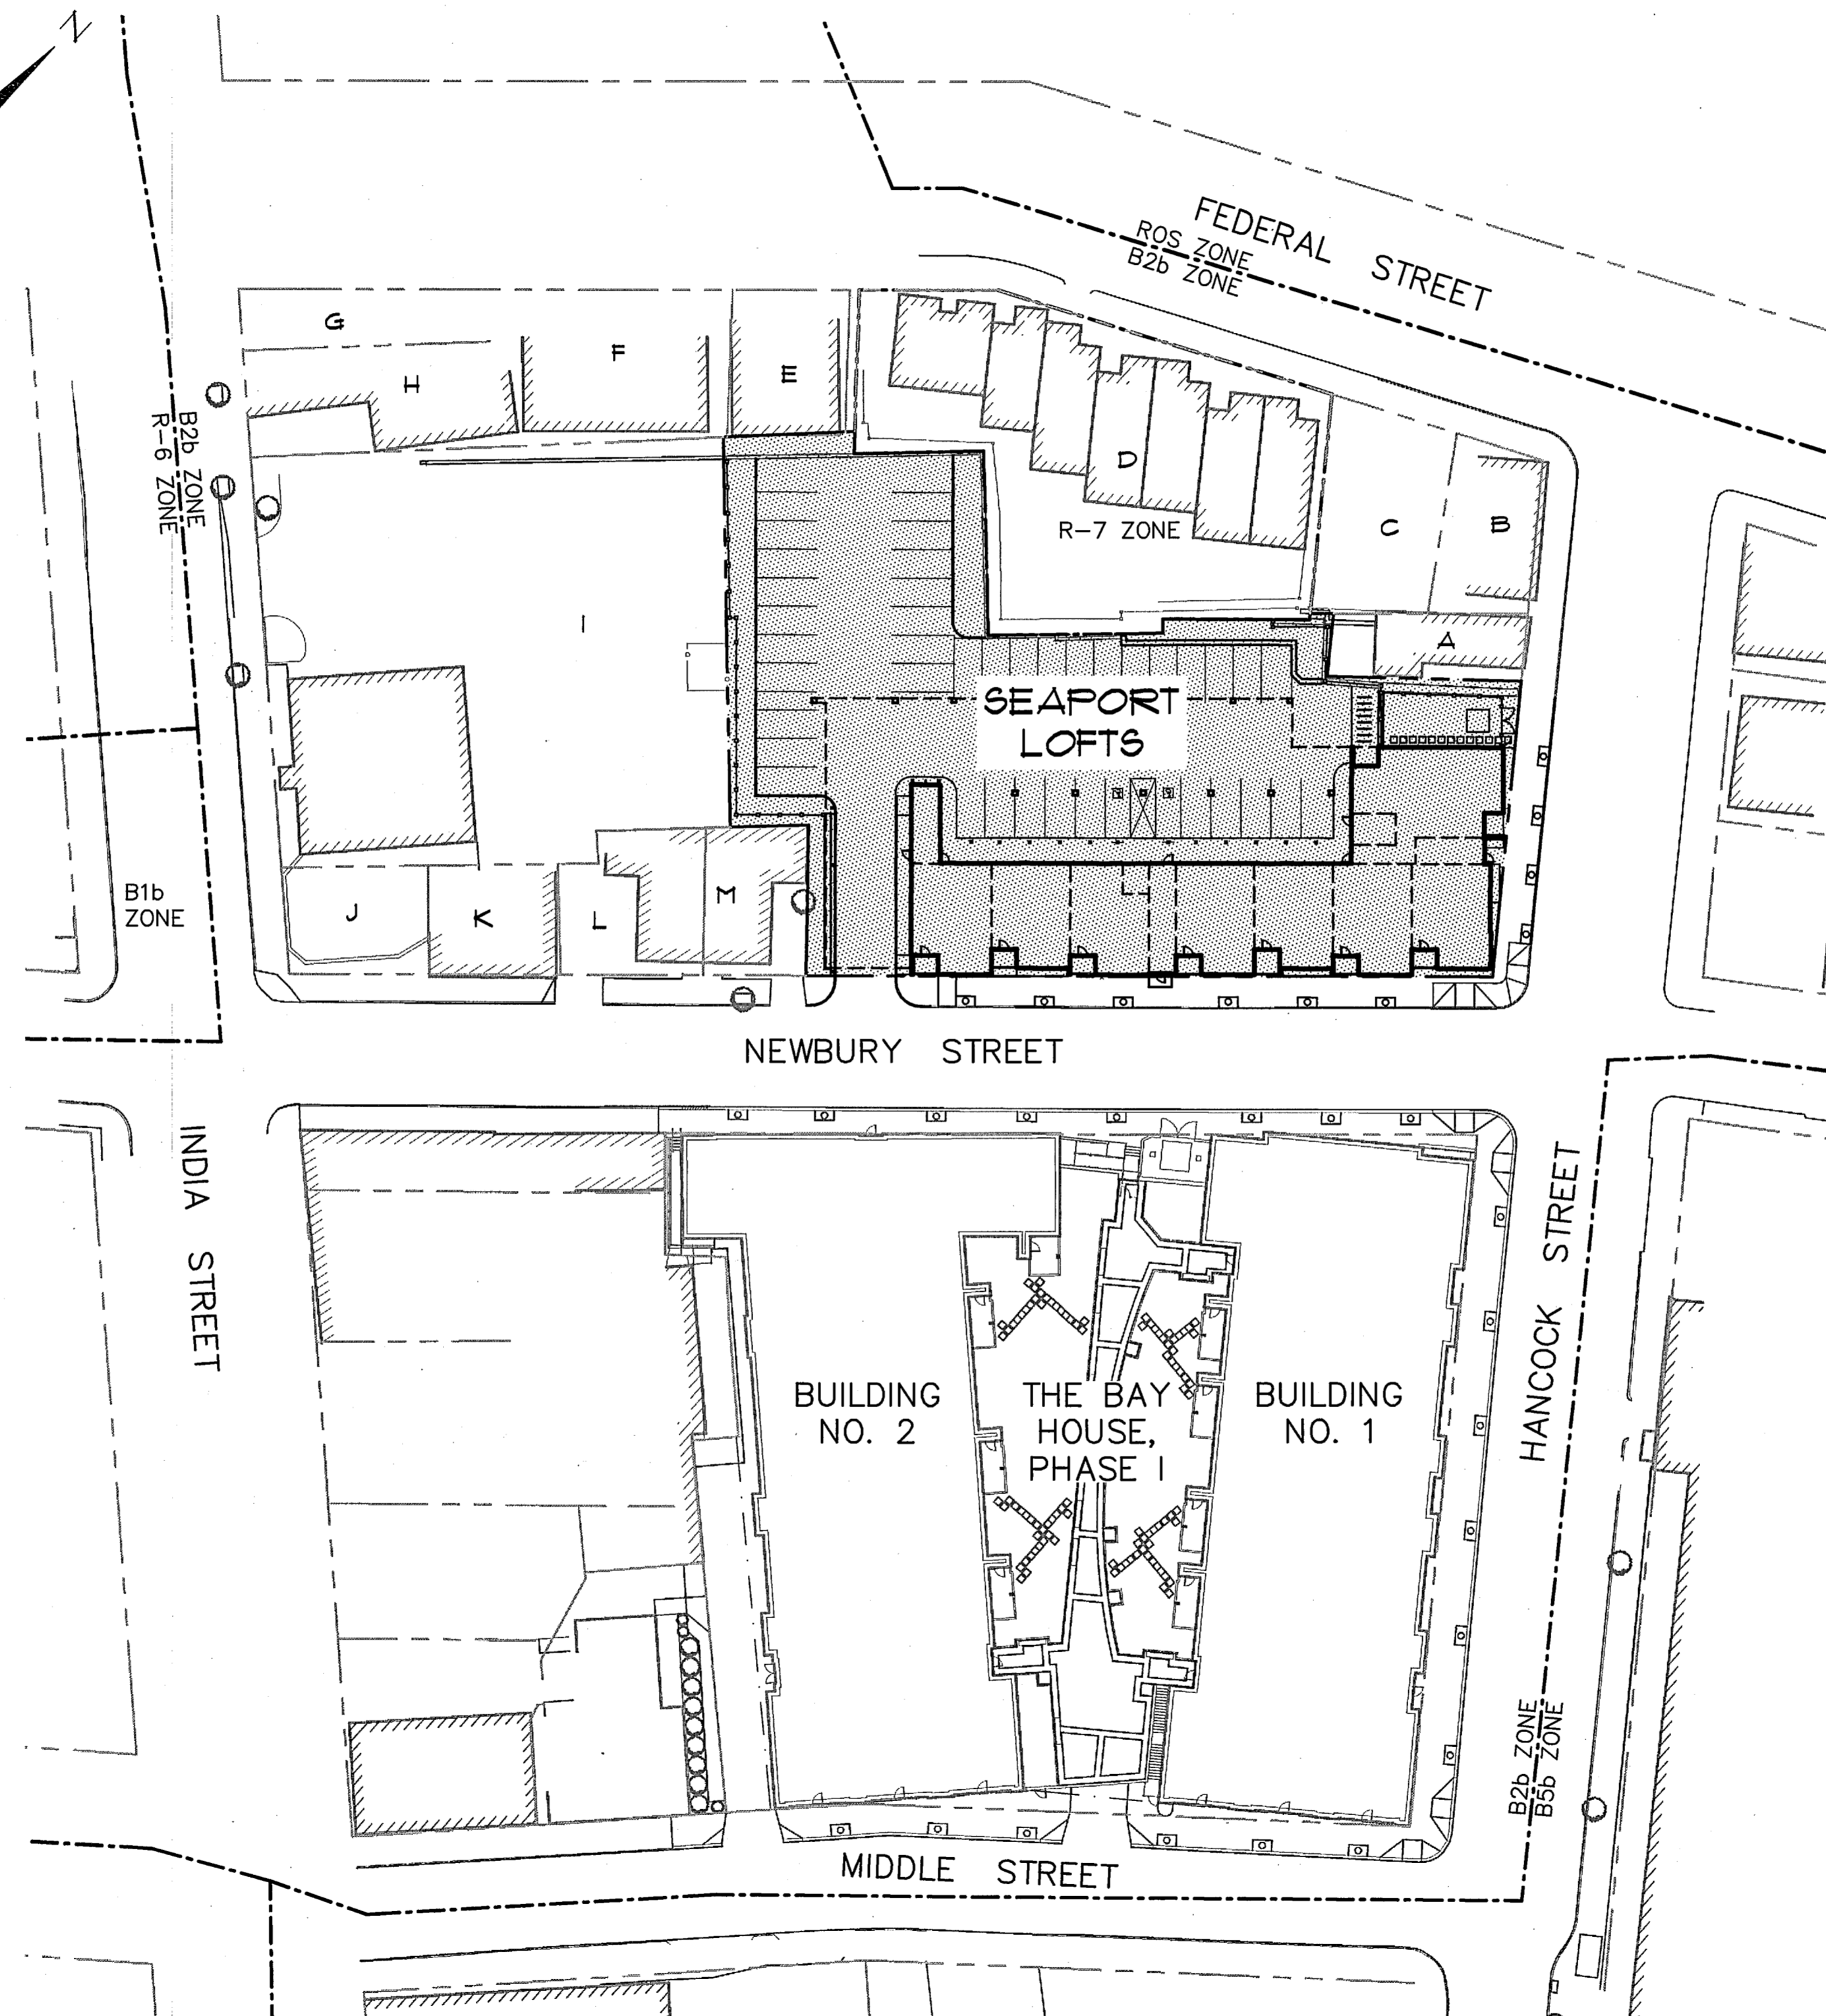 N
FEDERAL STREET
ROS ZONE
B2b ZONE
G
F
E
H
B2b ZONE
R-6 ZONE
D
R-7 ZONE
C
B
I
A
SEAPORT
LOFTS
B1b
ZONE
J
K
L
M
NEWBURY STREET
INDIA STREET
HANCOCK STREET
BUILDING
NO. 2
THE BAY
HOUSE,
PHASE I
BUILDING
NO. 1
B2b ZONE
B5b ZONE
MIDDLE STREET